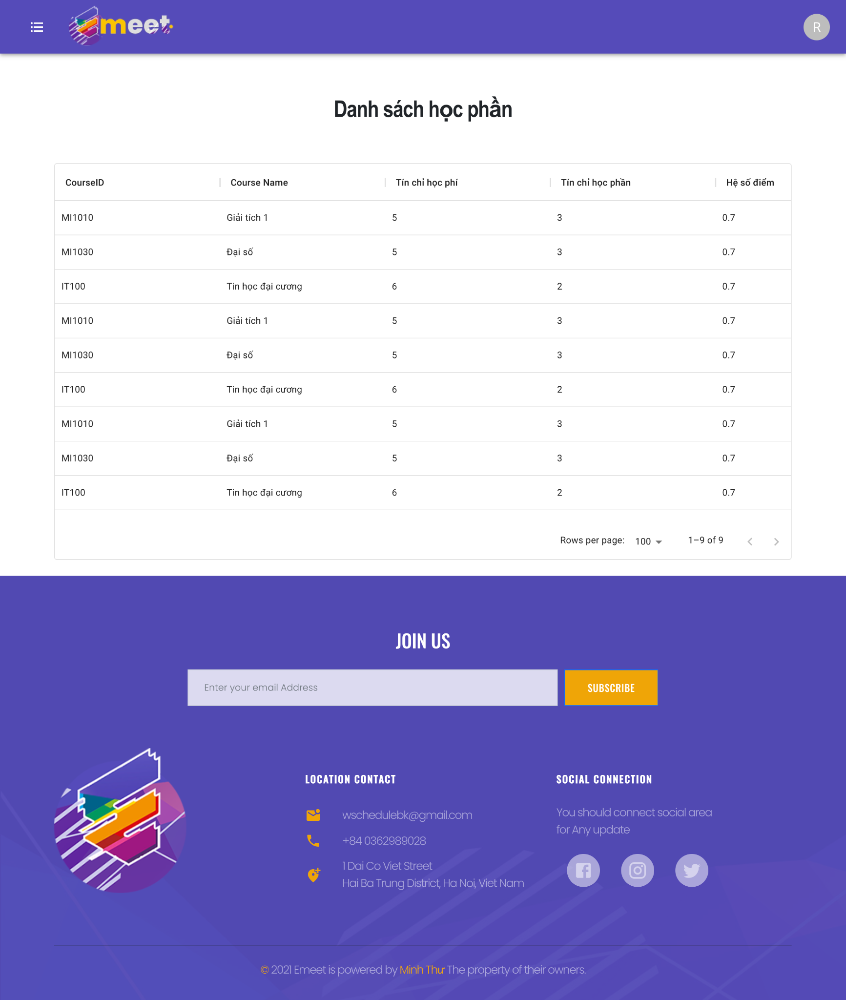 emeet.
R
Danh sách học phần
CourseID Course Name Tín chỉ học phí Tín chỉ học phần Hệ số điểm
MI1010 Giải tích 1 5 3 0.7
MI1030 Đại số 5 3 0.7
IT100 Tin học đại cương 6 2 0.7
MI1010 Giải tích 1 5 3 0.7
MI1030 Đại số 5 3 0.7
IT100 Tin học đại cương 6 2 0.7
MI1010 Giải tích 1 5 3 0.7
MI1030 Đại số 5 3 0.7
IT100 Tin học đại cương 6 2 0.7
Rows per page: 100 1–9 of 9
JOIN US
Enter your email Address
SUBSCRIBE
LOCATION CONTACT
wschedulebk@gmail.com
+84 0362989028
1 Dai Co Viet Street
Hai Ba Trung District, Ha Noi, Viet Nam
SOCIAL CONNECTION
You should connect social area
for Any update
© 2021 Emeet is powered by Minh Thư The property of their owners.